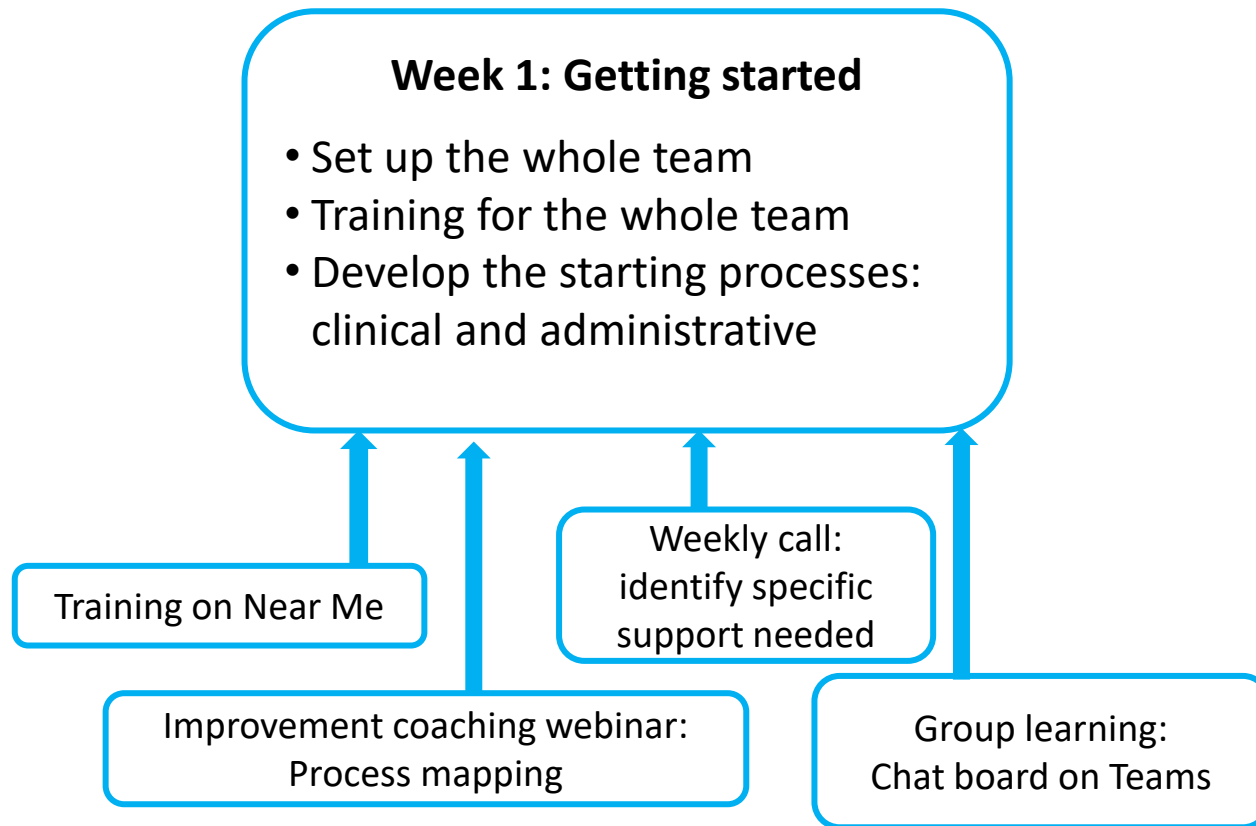 Week 1: Getting started
• Set up the whole team
• Training for the whole team
• Develop the starting processes:
clinical and administrative
Training on Near Me
Improvement coaching webinar:
Process mapping
Weekly call:
identify specific
support needed
Group learning:
Chat board on Teams